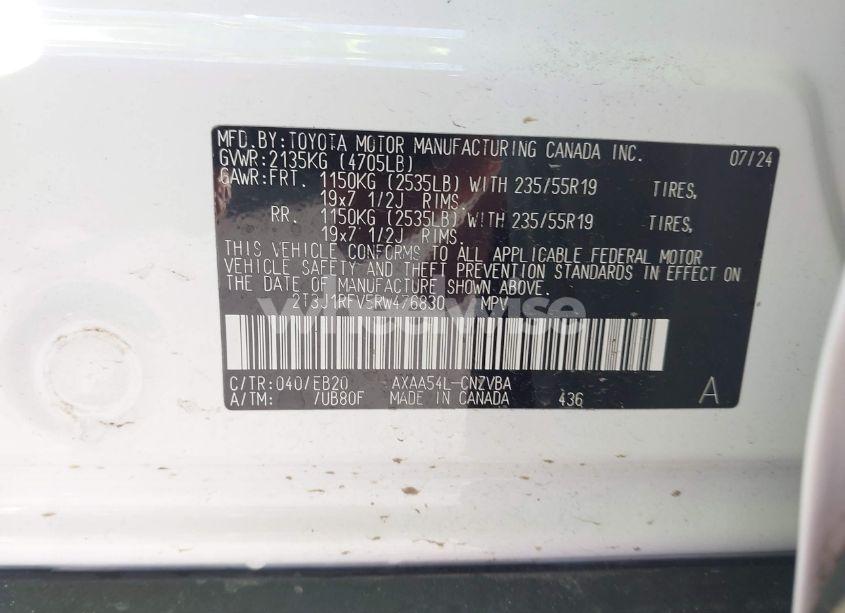 MFD.BY:TOYOTA MOTOR MANUFACTURING CANADA INC. 07/24
GVWR:2135KG (4705LB)
GAWR:FRT. 1150KG (2535LB) WITH 235/55R19 TIRES,
19x7 1/2J RIMS.
RR. 1150KG (2535LB) WITH 235/55R19 TIRES,
19x7 1/2J RIMS.
THIS VEHICLE CONFORMS TO ALL APPLICABLE FEDERAL MOTOR
VEHICLE SAFETY AND THEFT PREVENTION STANDARDS IN EFFECT ON
THE DATE OF MANUFACTURE SHOWN ABOVE.
2T3J1RFV5RW476830 MPV
wheelwise
C/TR:040/EB20 AXAA54L-CNZVBA
A/TM: /UB80F MADE IN CANADA 436 A